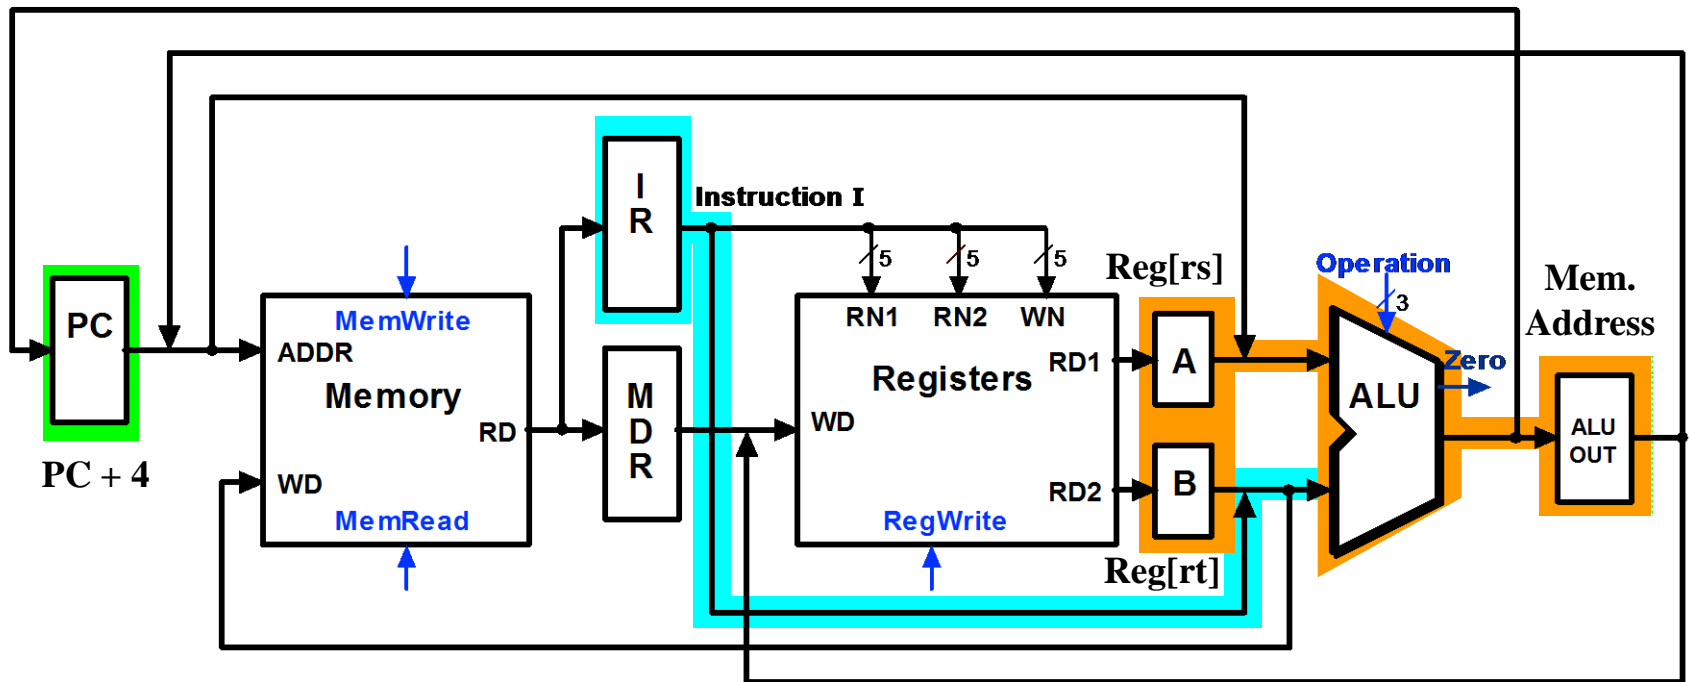 I
R
Instruction I
5
5
5
Reg[rs]
Operation
3
Mem.
Address
PC
MemWrite
RN1
RN2
WN
ADDR
RD1
A
Zero
Memory
Registers
ALU
M
D
R
RD
WD
ALU
OUT
PC + 4
WD
RD2
B
MemRead
RegWrite
Reg[rt]